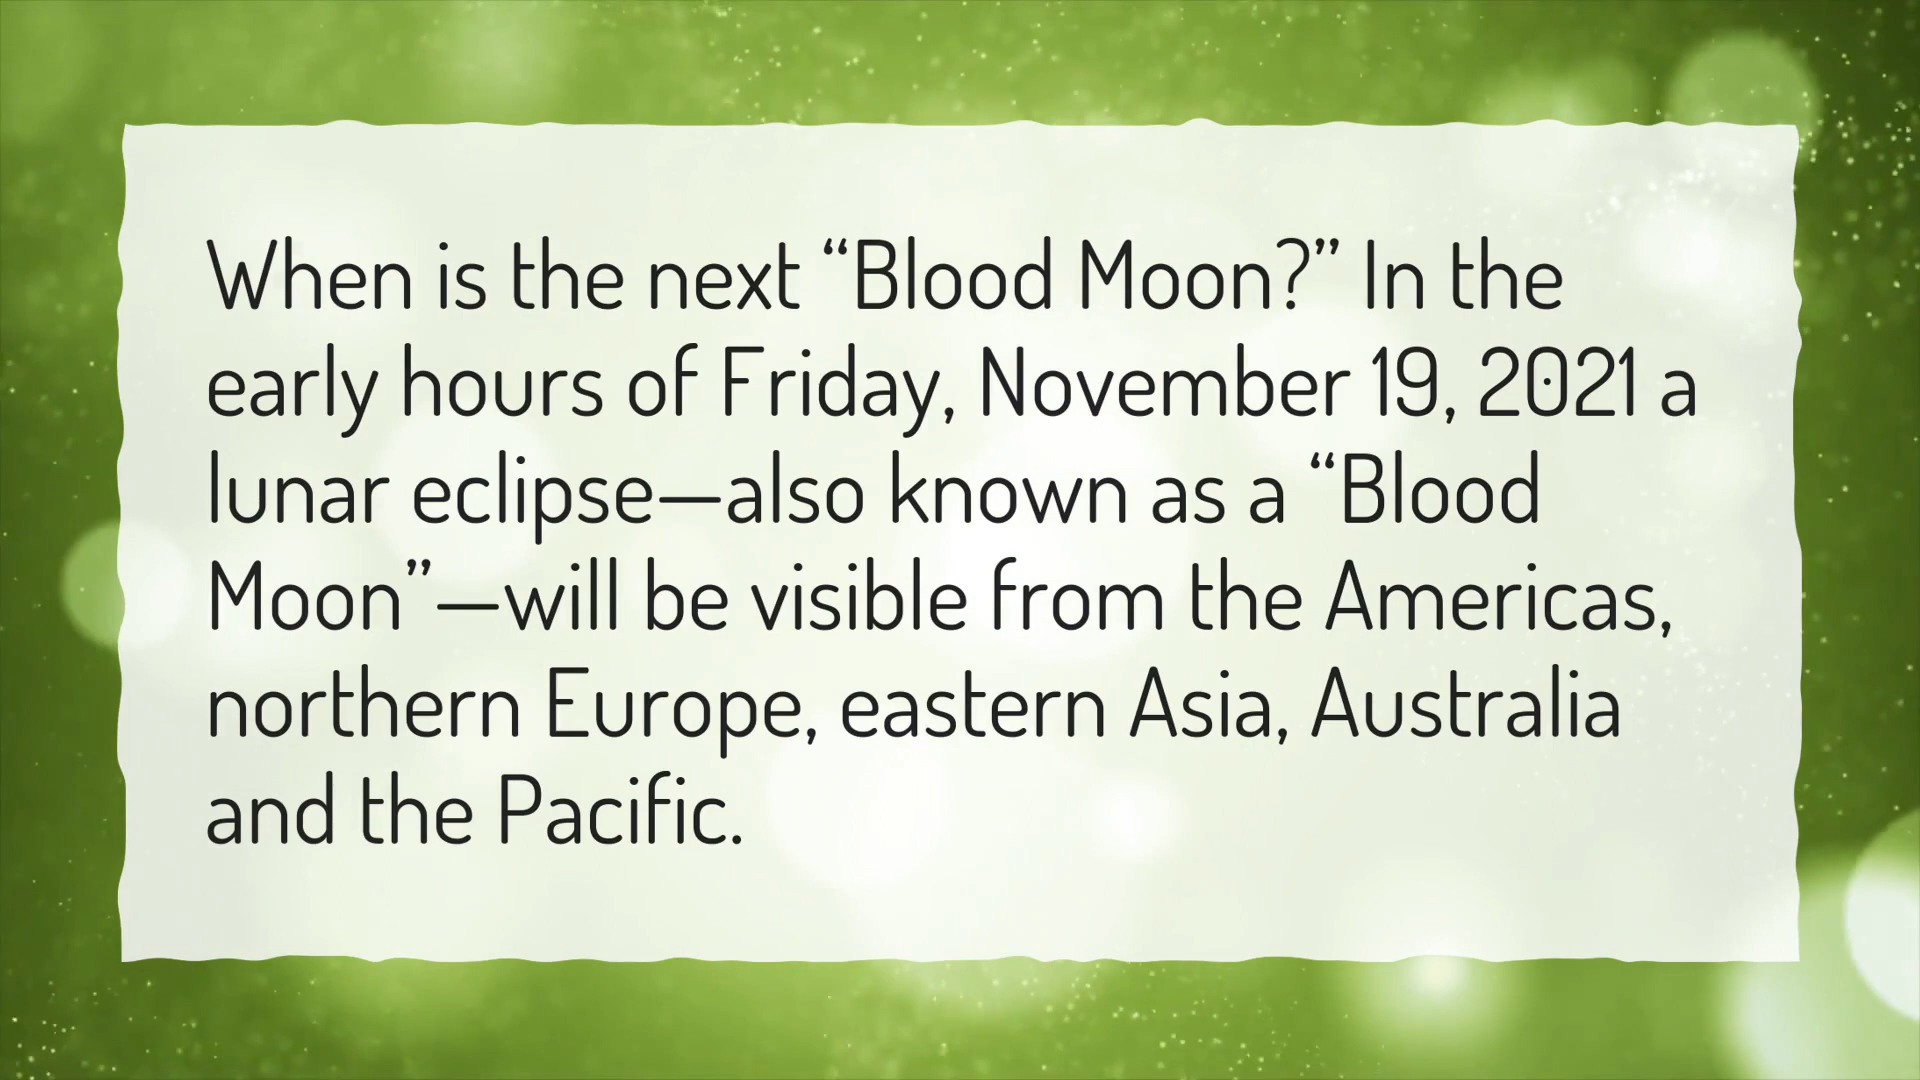 When is the next “Blood Moon?” In the
early hours of Friday, November 19, 2021 a
lunar eclipse—also known as a “Blood
Moon”—will be visible from the Americas,
northern Europe, eastern Asia, Australia
and the Pacific.